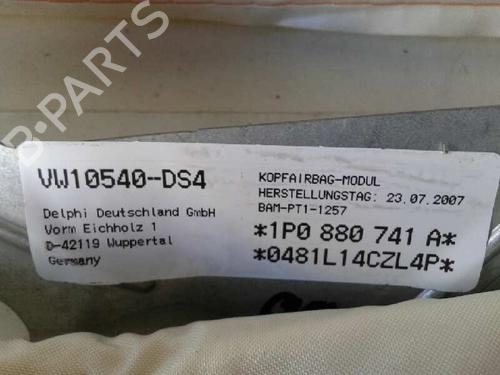 B-PARTS
VW10540-DS4
Delphi Deutschland GmbH
Vorm Eichholz 1
D-42119 Wuppertal
Germany
KOPFAIRBAG-MODUL
HERSTELLUNGSTAG: 23.07.2007
BAM-PT1-1257
*1P0 880 741 A*
*0481L14CZL4P*